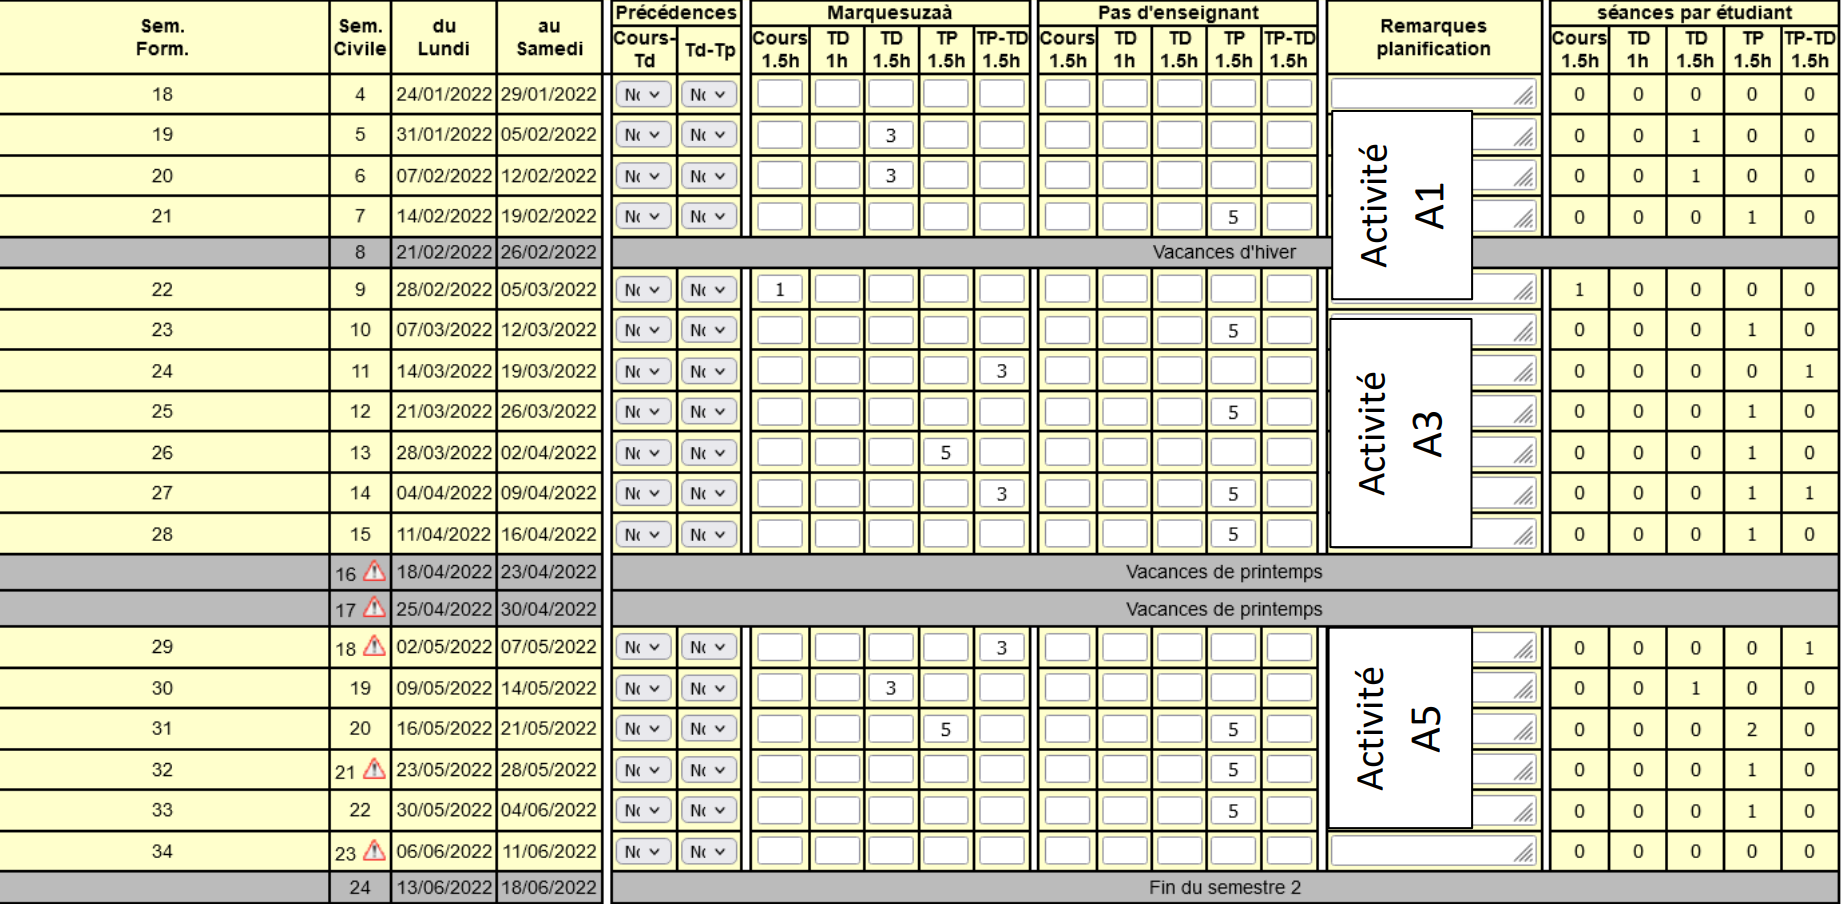 Sem. Form. Sem. Civile du Lundi au Samedi Précédences Marquesuzaà Pas d'enseignant Remarques planification séances par étudiant
Cours-Td Td-Tp Cours 1.5h TD 1h TD 1.5h TP 1.5h TP-TD 1.5h Cours 1.5h TD 1h TD 1.5h TP 1.5h TP-TD 1.5h Cours 1.5h TD 1h TD 1.5h TP 1.5h TP-TD 1.5h
18 4 24/01/2022 29/01/2022 0 0 0 0 0
19 5 31/01/2022 05/02/2022 3 0 0 1 0 0
20 6 07/02/2022 12/02/2022 3 0 0 1 0 0
21 7 14/02/2022 19/02/2022 5 0 0 0 1 0
Activité A1
8 21/02/2022 26/02/2022 Vacances d'hiver
22 9 28/02/2022 05/03/2022 1 1 0 0 0 0
23 10 07/03/2022 12/03/2022 5 0 0 0 1 0
24 11 14/03/2022 19/03/2022 3 0 0 0 0 1
25 12 21/03/2022 26/03/2022 5 0 0 0 1 0
Activité A3
26 13 28/03/2022 02/04/2022 5 0 0 0 1 0
27 14 04/04/2022 09/04/2022 3 5 0 0 0 1 1
28 15 11/04/2022 16/04/2022 5 0 0 0 1 0
16 18/04/2022 23/04/2022 Vacances de printemps
17 25/04/2022 30/04/2022 Vacances de printemps
29 18 02/05/2022 07/05/2022 3 0 0 0 0 1
30 19 09/05/2022 14/05/2022 3 0 0 1 0 0
31 20 16/05/2022 21/05/2022 5 5 0 0 0 2 0
Activité A5
32 21 23/05/2022 28/05/2022 5 0 0 0 1 0
33 22 30/05/2022 04/06/2022 5 0 0 0 1 0
34 23 06/06/2022 11/06/2022 0 0 0 0 0
24 13/06/2022 18/06/2022 Fin du semestre 2